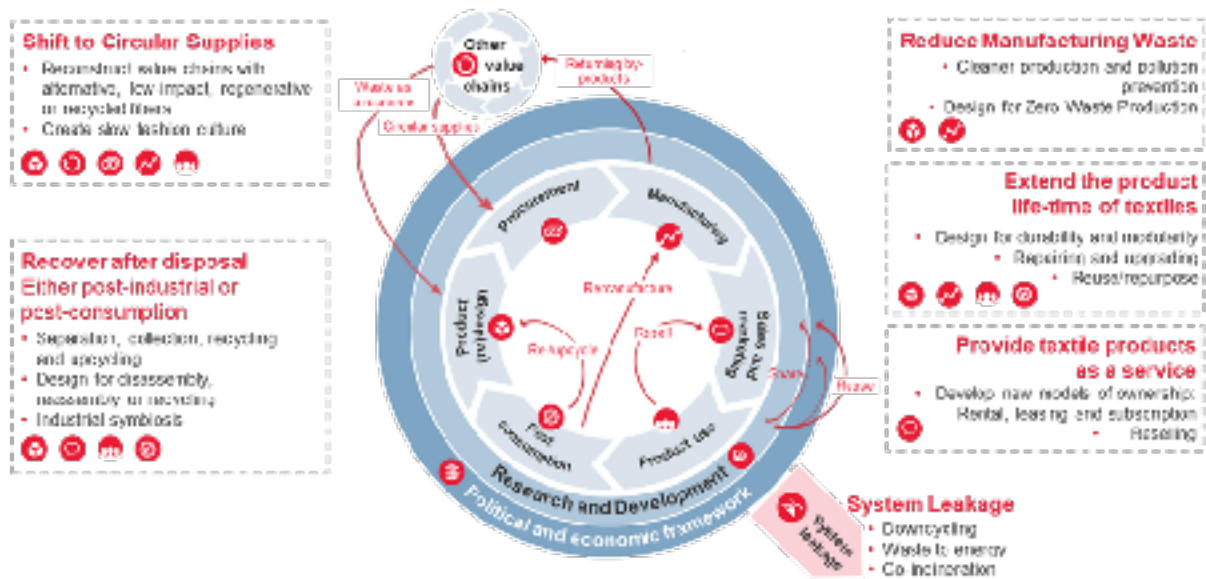 Shift to Circular Supplies
• Reconstruct value chains with
alternative, low impact, regenerative
or recycled fibers
• Create slow fashion culture
Recover after disposal
Either post-industrial or
post-consumption
• Separation, collection, recycling
and upcycling
• Design for disassembly,
reassembly or recycling
• Industrial symbiosis
Other
value
chains
Waste as
a resource
Circular supplies
Returning by-
products
Procurement
Manufacturing
Product
(re)design
Sales and
marketing
Post
consumption
Product use
Remanufacture
Re-/upcycle
Resell
Share
Reuse
Research and Development
Political and economic framework
System
leakage
Reduce Manufacturing Waste
• Cleaner production and pollution
prevention
• Design for Zero Waste Production
Extend the product
life-time of textiles
• Design for durability and modularity
• Repairing and upgrading
• Reuse/repurpose
Provide textile products
as a service
• Develop new models of ownership:
Rental, leasing and subscription
• Reselling
System Leakage
• Downcycling
• Waste to energy
• Co-incineration